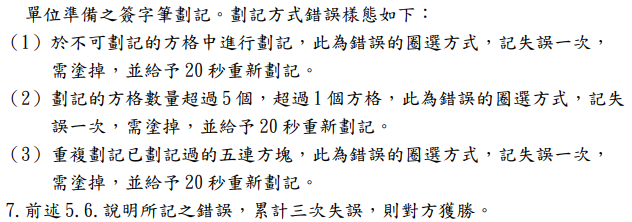 單位準備之簽字筆劃記。劃記方式錯誤樣態如下：
（1）於不可劃記的方格中進行劃記，此為錯誤的圈選方式，記失誤一次，
需塗掉，並給予 20 秒重新劃記。
（2）劃記的方格數量超過 5 個，超過 1 個方格，此為錯誤的圈選方式，記失
誤一次，需塗掉，並給予 20 秒重新劃記。
（3）重複劃記已劃記過的五連方塊，此為錯誤的圈選方式，記失誤一次，
需塗掉，並給予 20 秒重新劃記。
7.前述 5.6.說明所記之錯誤，累計三次失誤，則對方獲勝。